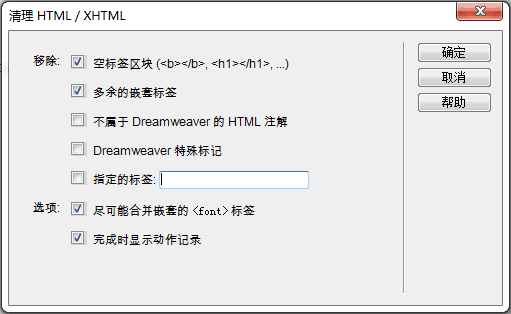 清理 HTML / XHTML
移除: 空标签区块 (<b></b>, <h1></h1>, ...)
多余的嵌套标签
不属于 Dreamweaver 的 HTML 注解
Dreamweaver 特殊标记
指定的标签:
选项: 尽可能合并嵌套的 <font> 标签
完成时显示动作记录
确定
取消
帮助